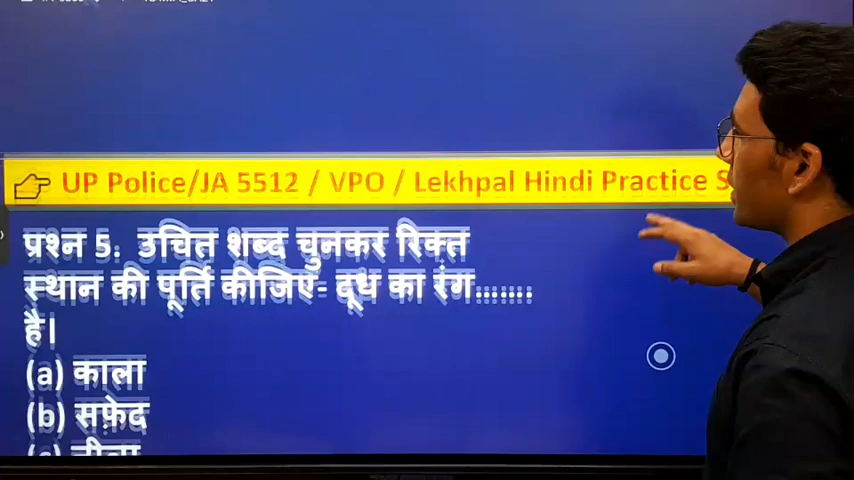 UP Police/JA 5512 / VPO / Lekhpal Hindi Practice S
प्रश्न 5. उचित शब्द चुनकर रिक्त
स्थान की पूर्ति कीजिए- दूध का रंग.......
है।
(a) काला
(b) सफ़ेद
(c) नीला